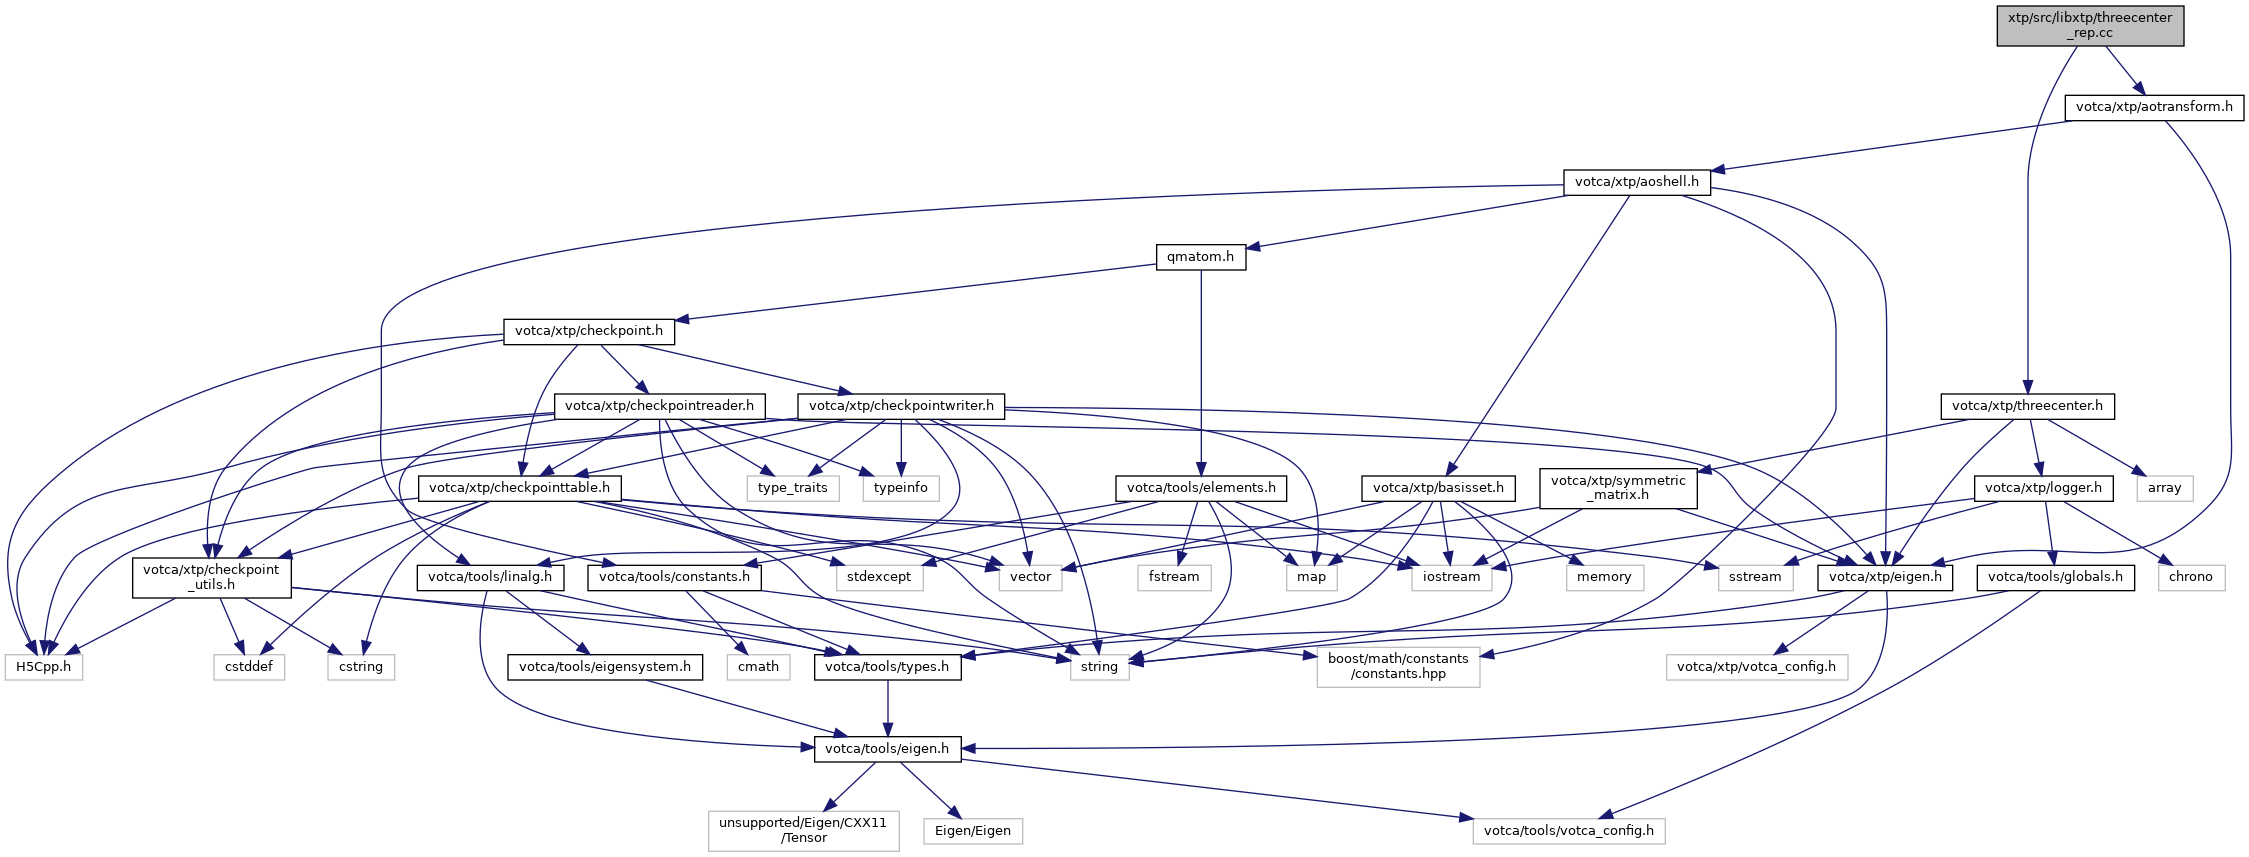 xtp/src/libxtp/threecenter
_rep.cc
votca/xtp/aotransform.h
votca/xtp/aoshell.h
qmatom.h
votca/xtp/checkpoint.h
votca/xtp/checkpointreader.h
votca/xtp/checkpointwriter.h
votca/xtp/threecenter.h
votca/xtp/checkpointtable.h
type_traits
typeinfo
votca/tools/elements.h
votca/xtp/basisset.h
votca/xtp/symmetric
_matrix.h
votca/xtp/logger.h
array
votca/xtp/checkpoint
_utils.h
votca/tools/linalg.h
votca/tools/constants.h
stdexcept
vector
fstream
map
iostream
memory
sstream
votca/xtp/eigen.h
votca/tools/globals.h
chrono
H5Cpp.h
cstddef
cstring
votca/tools/eigensystem.h
cmath
votca/tools/types.h
string
boost/math/constants
/constants.hpp
votca/xtp/votca_config.h
votca/tools/eigen.h
unsupported/Eigen/CXX11
/Tensor
Eigen/Eigen
votca/tools/votca_config.h